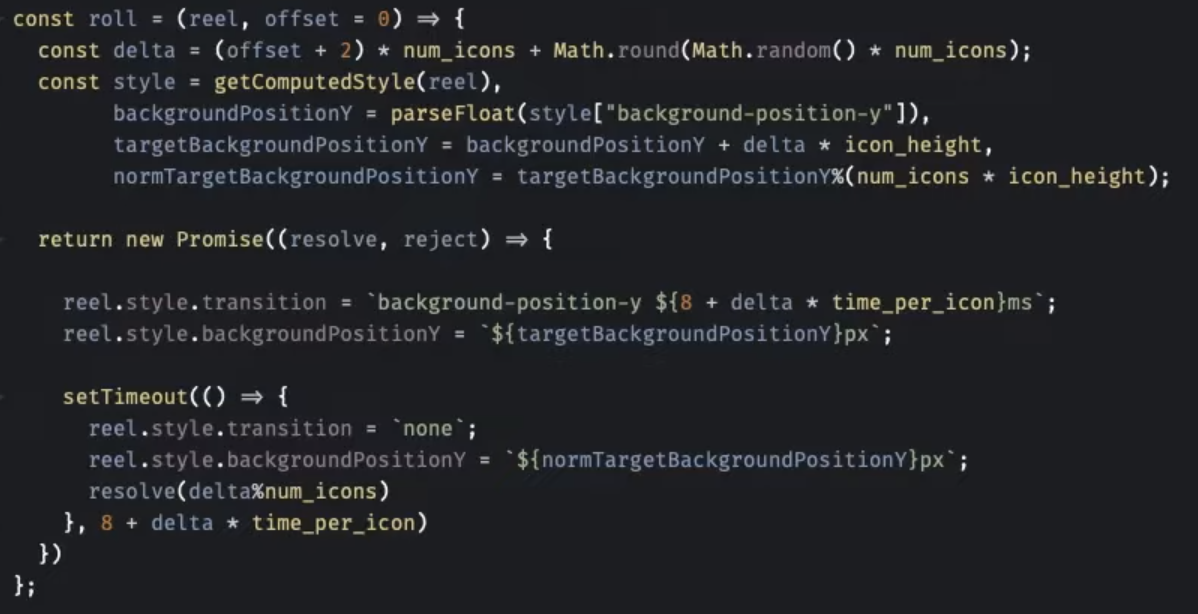 const roll = (reel, offset = 0) => {
  const delta = (offset + 2) * num_icons + Math.round(Math.random() * num_icons);
  const style = getComputedStyle(reel),
        backgroundPositionY = parseFloat(style["background-position-y"]),
        targetBackgroundPositionY = backgroundPositionY + delta * icon_height,
        normTargetBackgroundPositionY = targetBackgroundPositionY%(num_icons * icon_height);

  return new Promise((resolve, reject) => {

    reel.style.transition = `background-position-y ${8 + delta * time_per_icon}ms`;
    reel.style.backgroundPositionY = `${targetBackgroundPositionY}px`;

    setTimeout(() => {
      reel.style.transition = `none`;
      reel.style.backgroundPositionY = `${normTargetBackgroundPositionY}px`;
      resolve(delta%num_icons)
    }, 8 + delta * time_per_icon)
  })
};